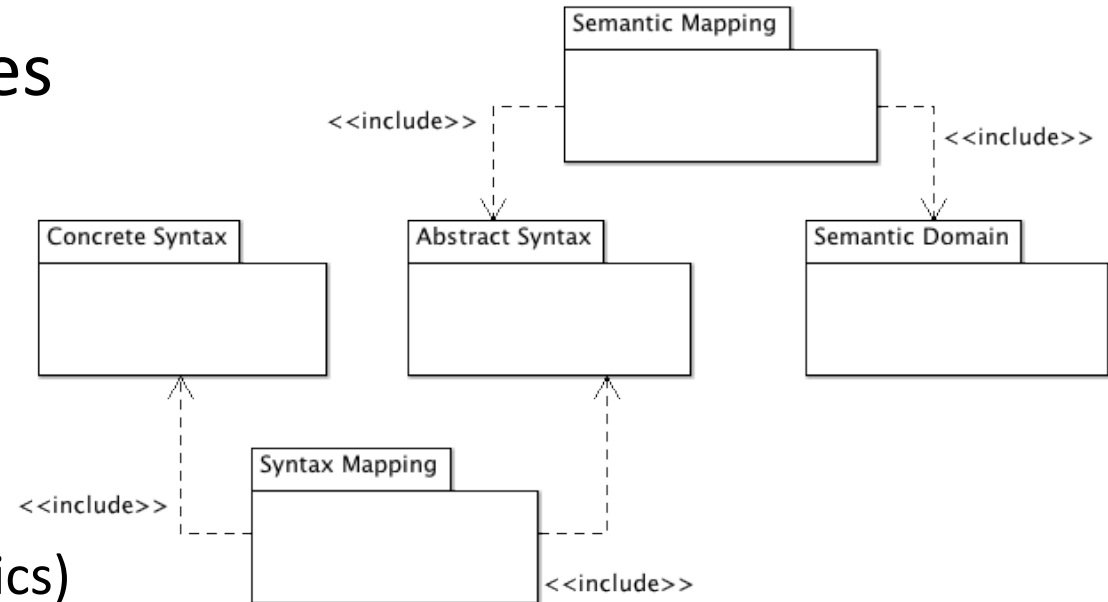 Semantic Mapping
es
<<include>>
<<include>>
Concrete Syntax
Abstract Syntax
Semantic Domain
Syntax Mapping
<<include>>
ics)
<<include>>